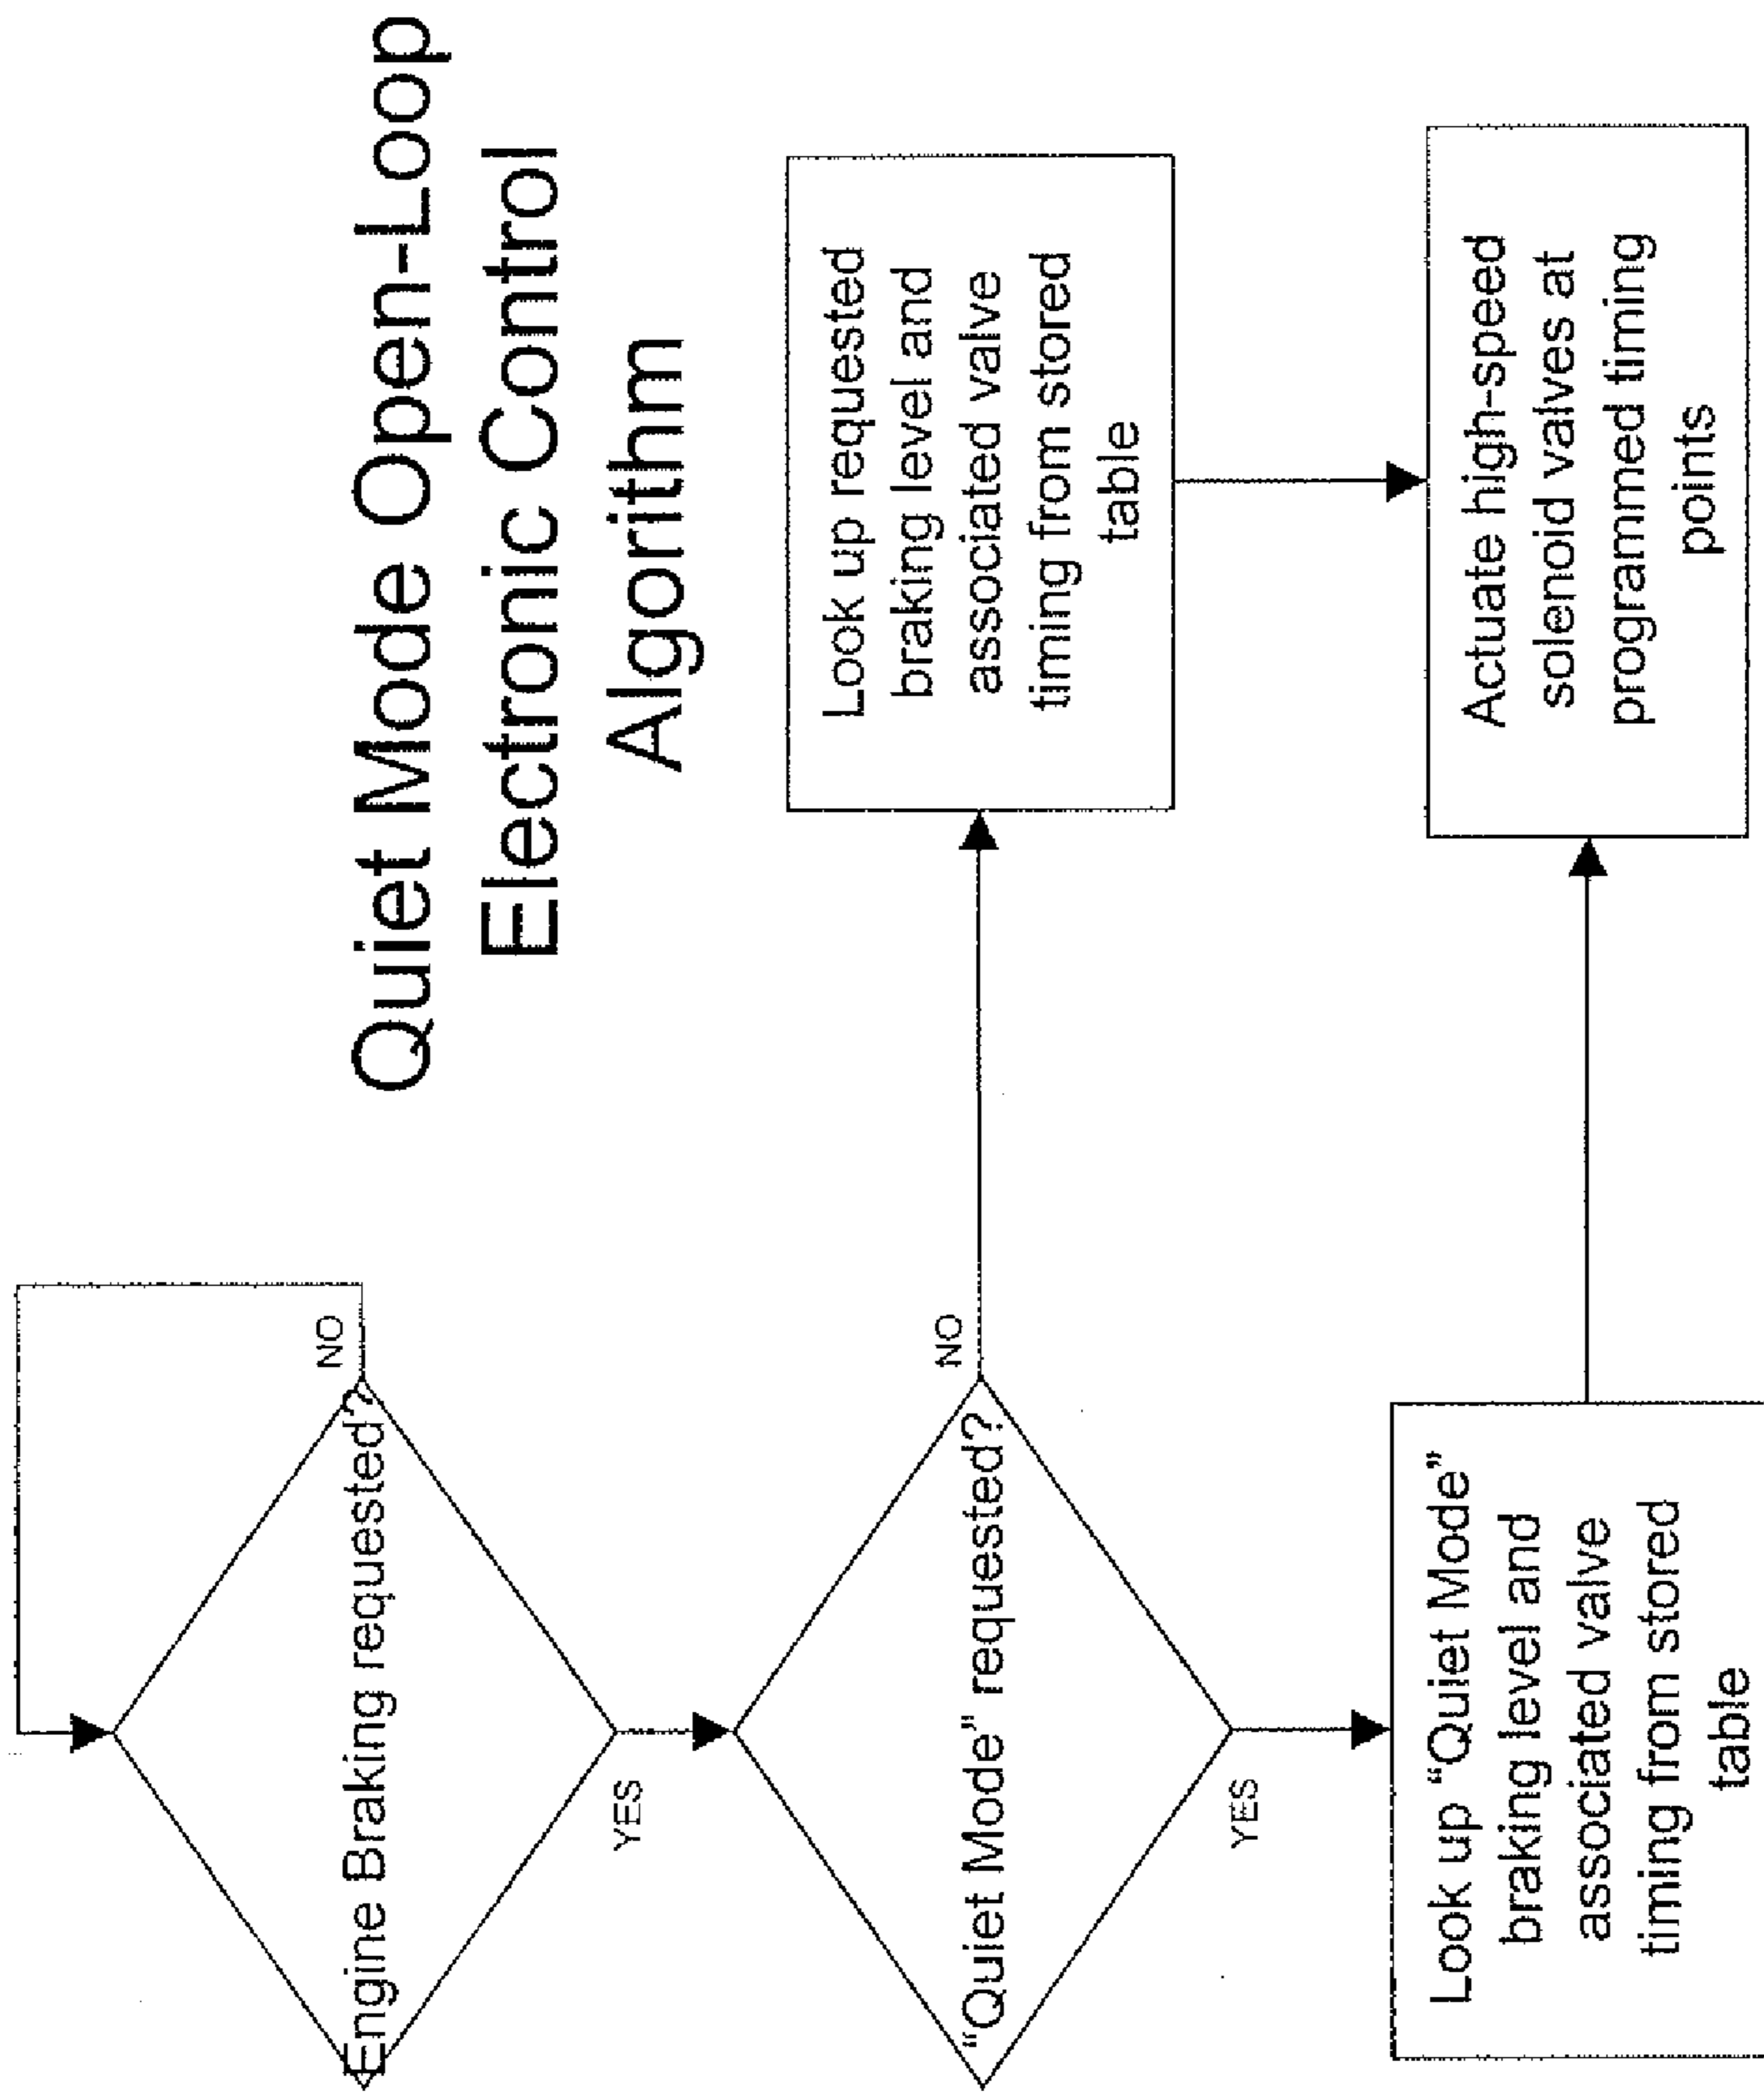 Quiet Mode Open-Loop
Electronic Control
Algorithm
Engine Braking requested?
NO
YES
“Quiet Mode” requested?
NO
YES
Look up requested
braking level and
associated valve
timing from stored
table
Look up “Quiet Mode”
braking level and
associated valve
timing from stored
table
Actuate high-speed
solenoid valves at
programmed timing
points